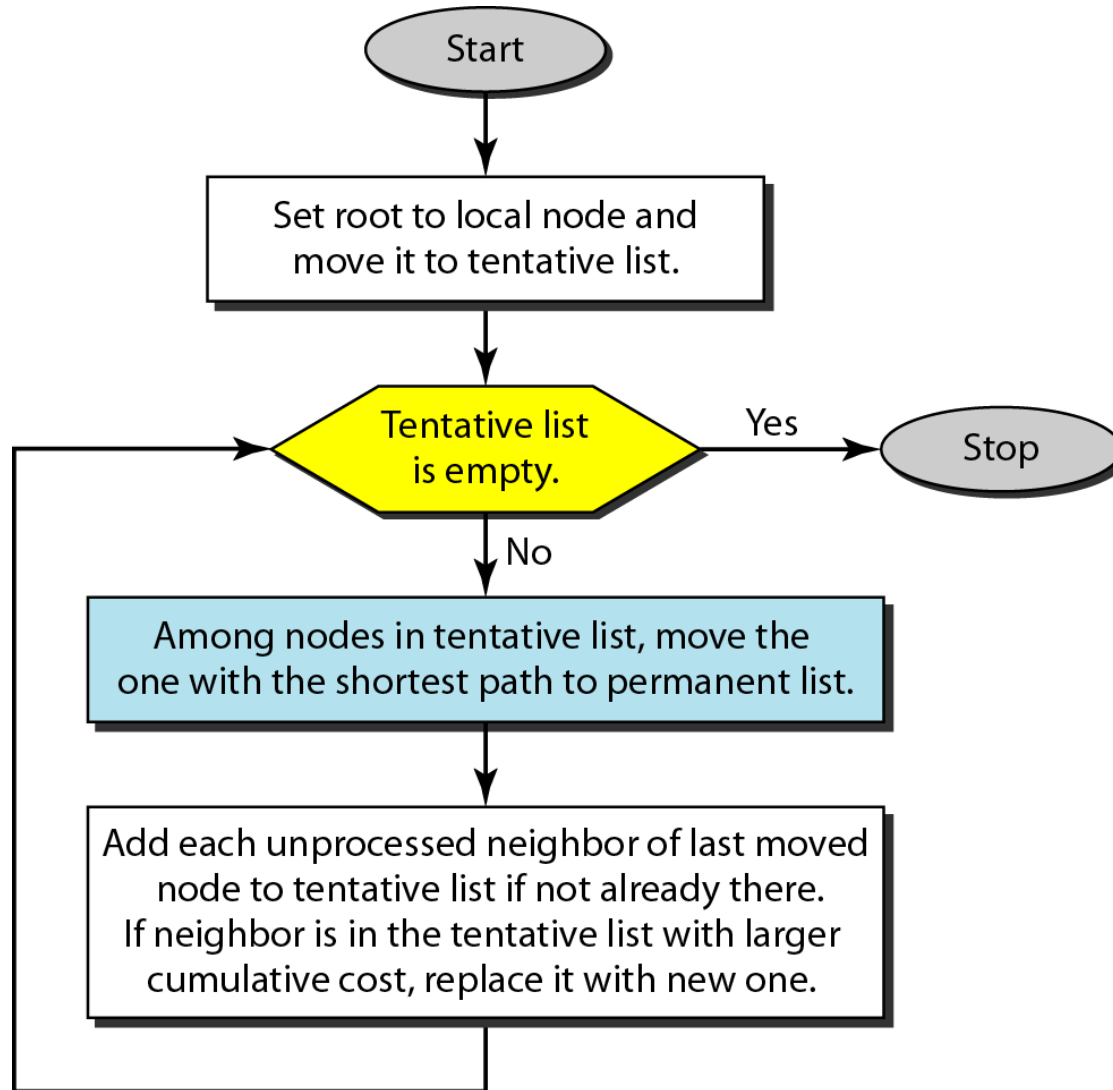 Start
Set root to local node and
move it to tentative list.
Tentative list
is empty.
Yes
Stop
No
Among nodes in tentative list, move the
one with the shortest path to permanent list.
Add each unprocessed neighbor of last moved
node to tentative list if not already there.
If neighbor is in the tentative list with larger
cumulative cost, replace it with new one.